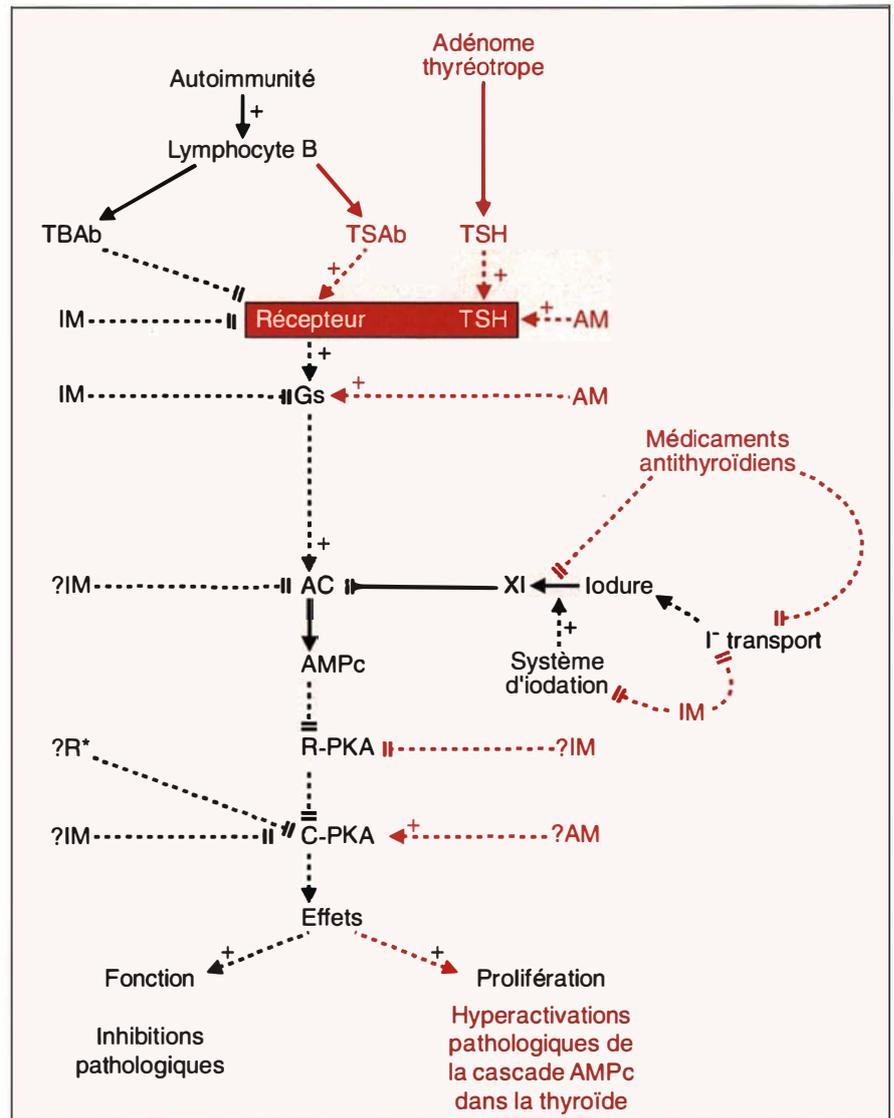 Adénome
thyréotrope
Autoimmunité
+
Lymphocyte B
TBAb
TSAb
TSH
+
+
IM
Récepteur TSH
+
AM
+
IM
Gs
+
AM
Médicaments
antithyroïdiens
+
?IM
AC
XI
Iodure
+
I⁻ transport
AMPc
Système
d'iodation
IM
?R*
R-PKA
?IM
?IM
C-PKA
+
?AM
Effets
+
+
Fonction
Prolifération
Inhibitions
pathologiques
Hyperactivations
pathologiques de
la cascade AMPc
dans la thyroïde